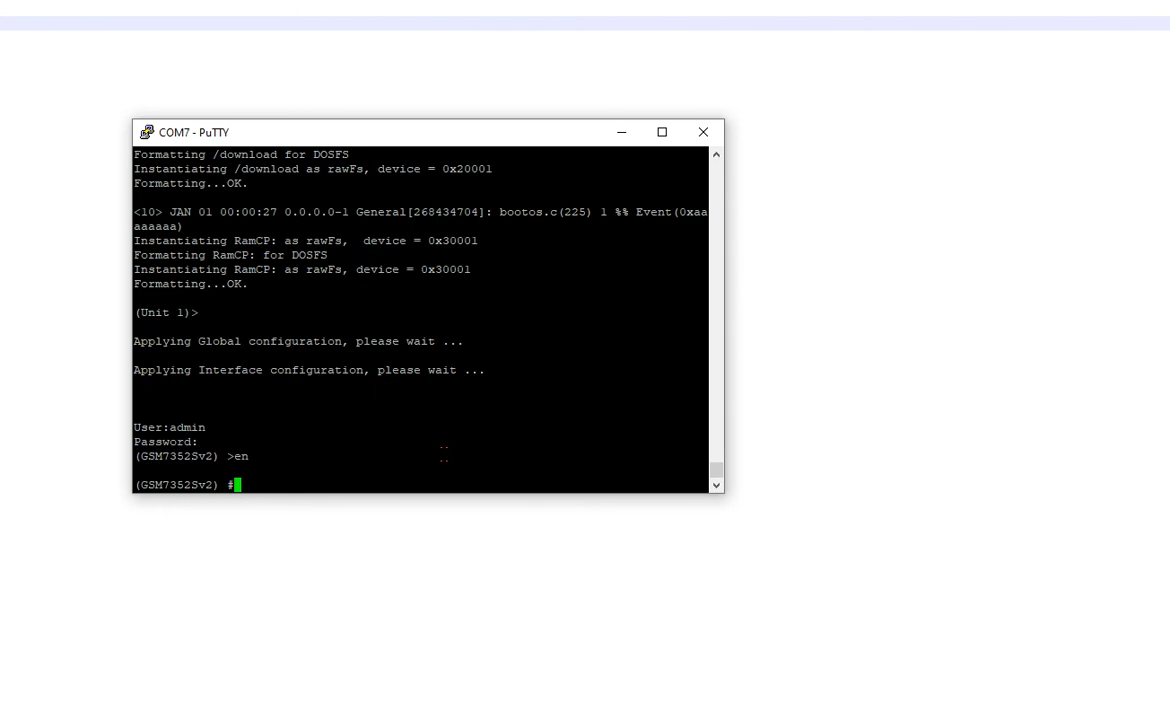 COM7 - PuTTY
Formatting /download for DOSFS
Instantiating /download as rawFs, device = 0x20001
Formatting...OK.
<10> JAN 01 00:00:27 0.0.0.0-1 General[268434704]: bootos.c(225) 1 %% Event(0xaa
aaaaaa)
Instantiating RamCP: as rawFs,  device = 0x30001
Formatting RamCP: for DOSFS
Instantiating RamCP: as rawFs, device = 0x30001
Formatting...OK.
(Unit 1)>
Applying Global configuration, please wait ...
Applying Interface configuration, please wait ...
User:admin
Password:
(GSM7352Sv2) >en
(GSM7352Sv2) #